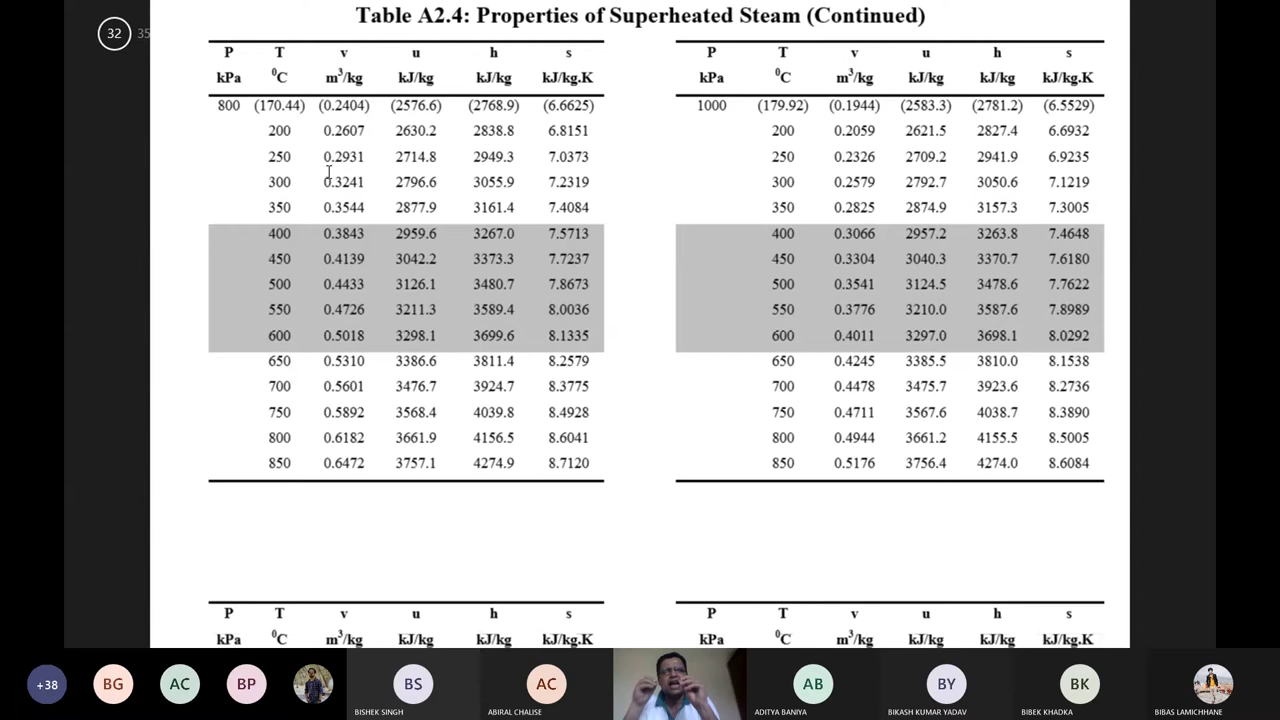 Table A2.4: Properties of Superheated Steam (Continued)
32 35
P T v u h s
kPa ⁰C m³/kg kJ/kg kJ/kg kJ/kg.K
800 (170.44) (0.2404) (2576.6) (2768.9) (6.6625)
200 0.2607 2630.2 2838.8 6.8151
250 0.2931 2714.8 2949.3 7.0373
300 0.3241 2796.6 3055.9 7.2319
350 0.3544 2877.9 3161.4 7.4084
400 0.3843 2959.6 3267.0 7.5713
450 0.4139 3042.2 3373.3 7.7237
500 0.4433 3126.1 3480.7 7.8673
550 0.4726 3211.3 3589.4 8.0036
600 0.5018 3298.1 3699.6 8.1335
650 0.5310 3386.6 3811.4 8.2579
700 0.5601 3476.7 3924.7 8.3775
750 0.5892 3568.4 4039.8 8.4928
800 0.6182 3661.9 4156.5 8.6041
850 0.6472 3757.1 4274.9 8.7120
P T v u h s
kPa ⁰C m³/kg kJ/kg kJ/kg kJ/kg.K
1000 (179.92) (0.1944) (2583.3) (2781.2) (6.5529)
200 0.2059 2621.5 2827.4 6.6932
250 0.2326 2709.2 2941.9 6.9235
300 0.2579 2792.7 3050.6 7.1219
350 0.2825 2874.9 3157.3 7.3005
400 0.3066 2957.2 3263.8 7.4648
450 0.3304 3040.3 3370.7 7.6180
500 0.3541 3124.5 3478.6 7.7622
550 0.3776 3210.0 3587.6 7.8989
600 0.4011 3297.0 3698.1 8.0292
650 0.4245 3385.5 3810.0 8.1538
700 0.4478 3475.7 3923.6 8.2736
750 0.4711 3567.6 4038.7 8.3890
800 0.4944 3661.2 4155.5 8.5005
850 0.5176 3756.4 4274.0 8.6084
P T v u h s
kPa ⁰C m³/kg kJ/kg kJ/kg kJ/kg.K
P T v u h s
kPa ⁰C m³/kg kJ/kg kJ/kg kJ/kg.K
+38 BG AC BP BS AC AB BY BK
BISHEK SINGH ABIRAL CHALISE ADITYA BANIYA BIKASH KUMAR YADAV BIBEK KHADKA BIBAS LAMICHHANE